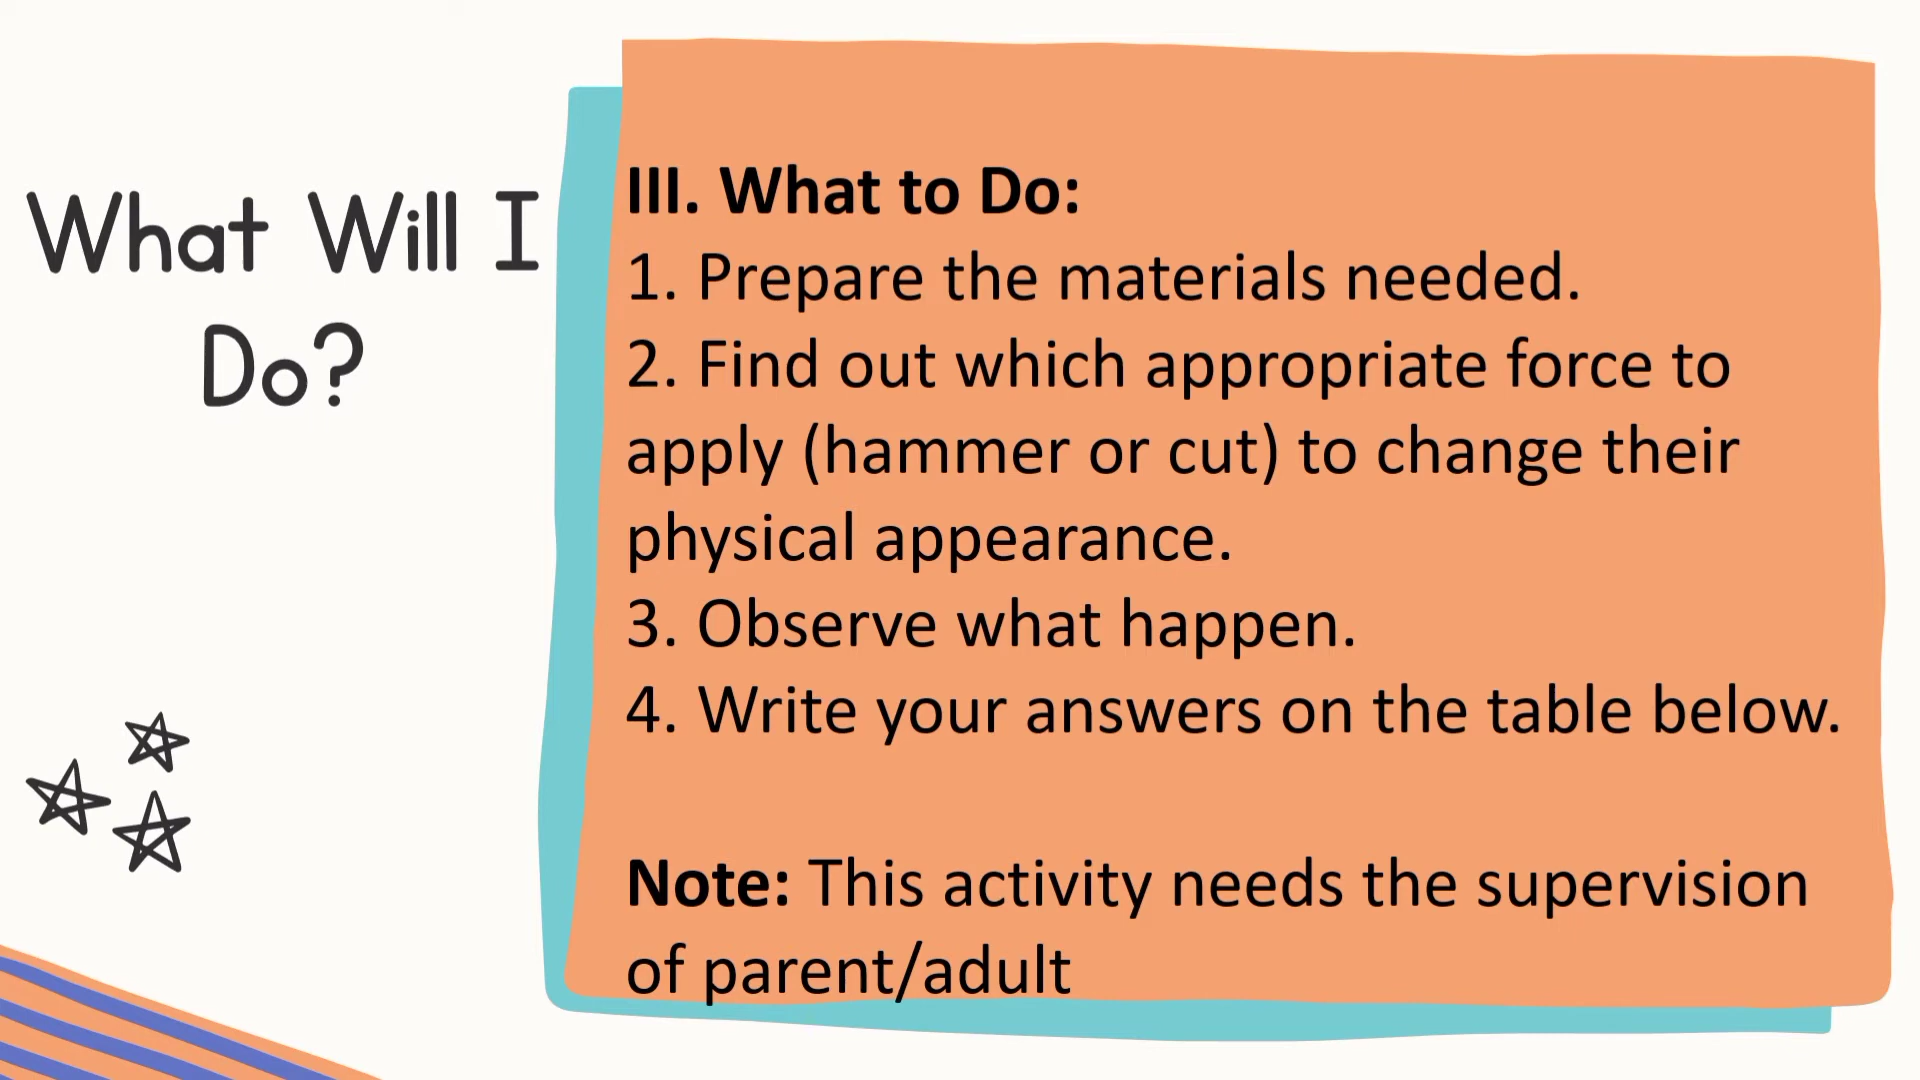 What Will I
Do?
III. What to Do:
1. Prepare the materials needed.
2. Find out which appropriate force to
apply (hammer or cut) to change their
physical appearance.
3. Observe what happen.
4. Write your answers on the table below.
Note: This activity needs the supervision
of parent/adult